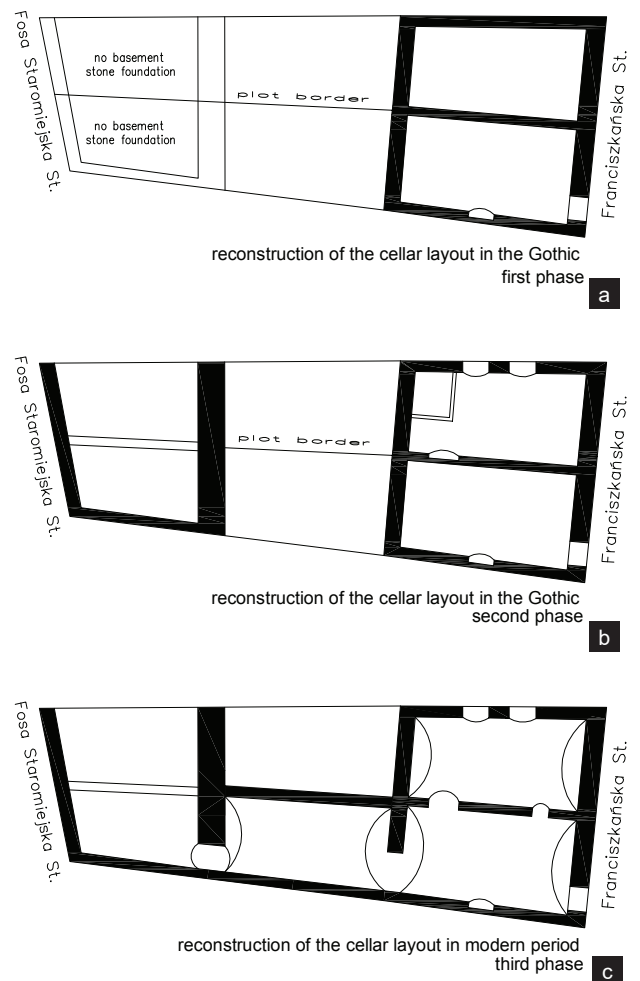 Fosa Staromiejska St.
no basement
stone foundation
plot border
no basement
stone foundation
Franciszkańska St.
reconstruction of the cellar layout in the Gothic
first phase
a
Fosa Staromiejska St.
plot border
Franciszkańska St.
reconstruction of the cellar layout in the Gothic
second phase
b
Fosa Staromiejska St.
Franciszkańska St.
reconstruction of the cellar layout in modern period
third phase
c